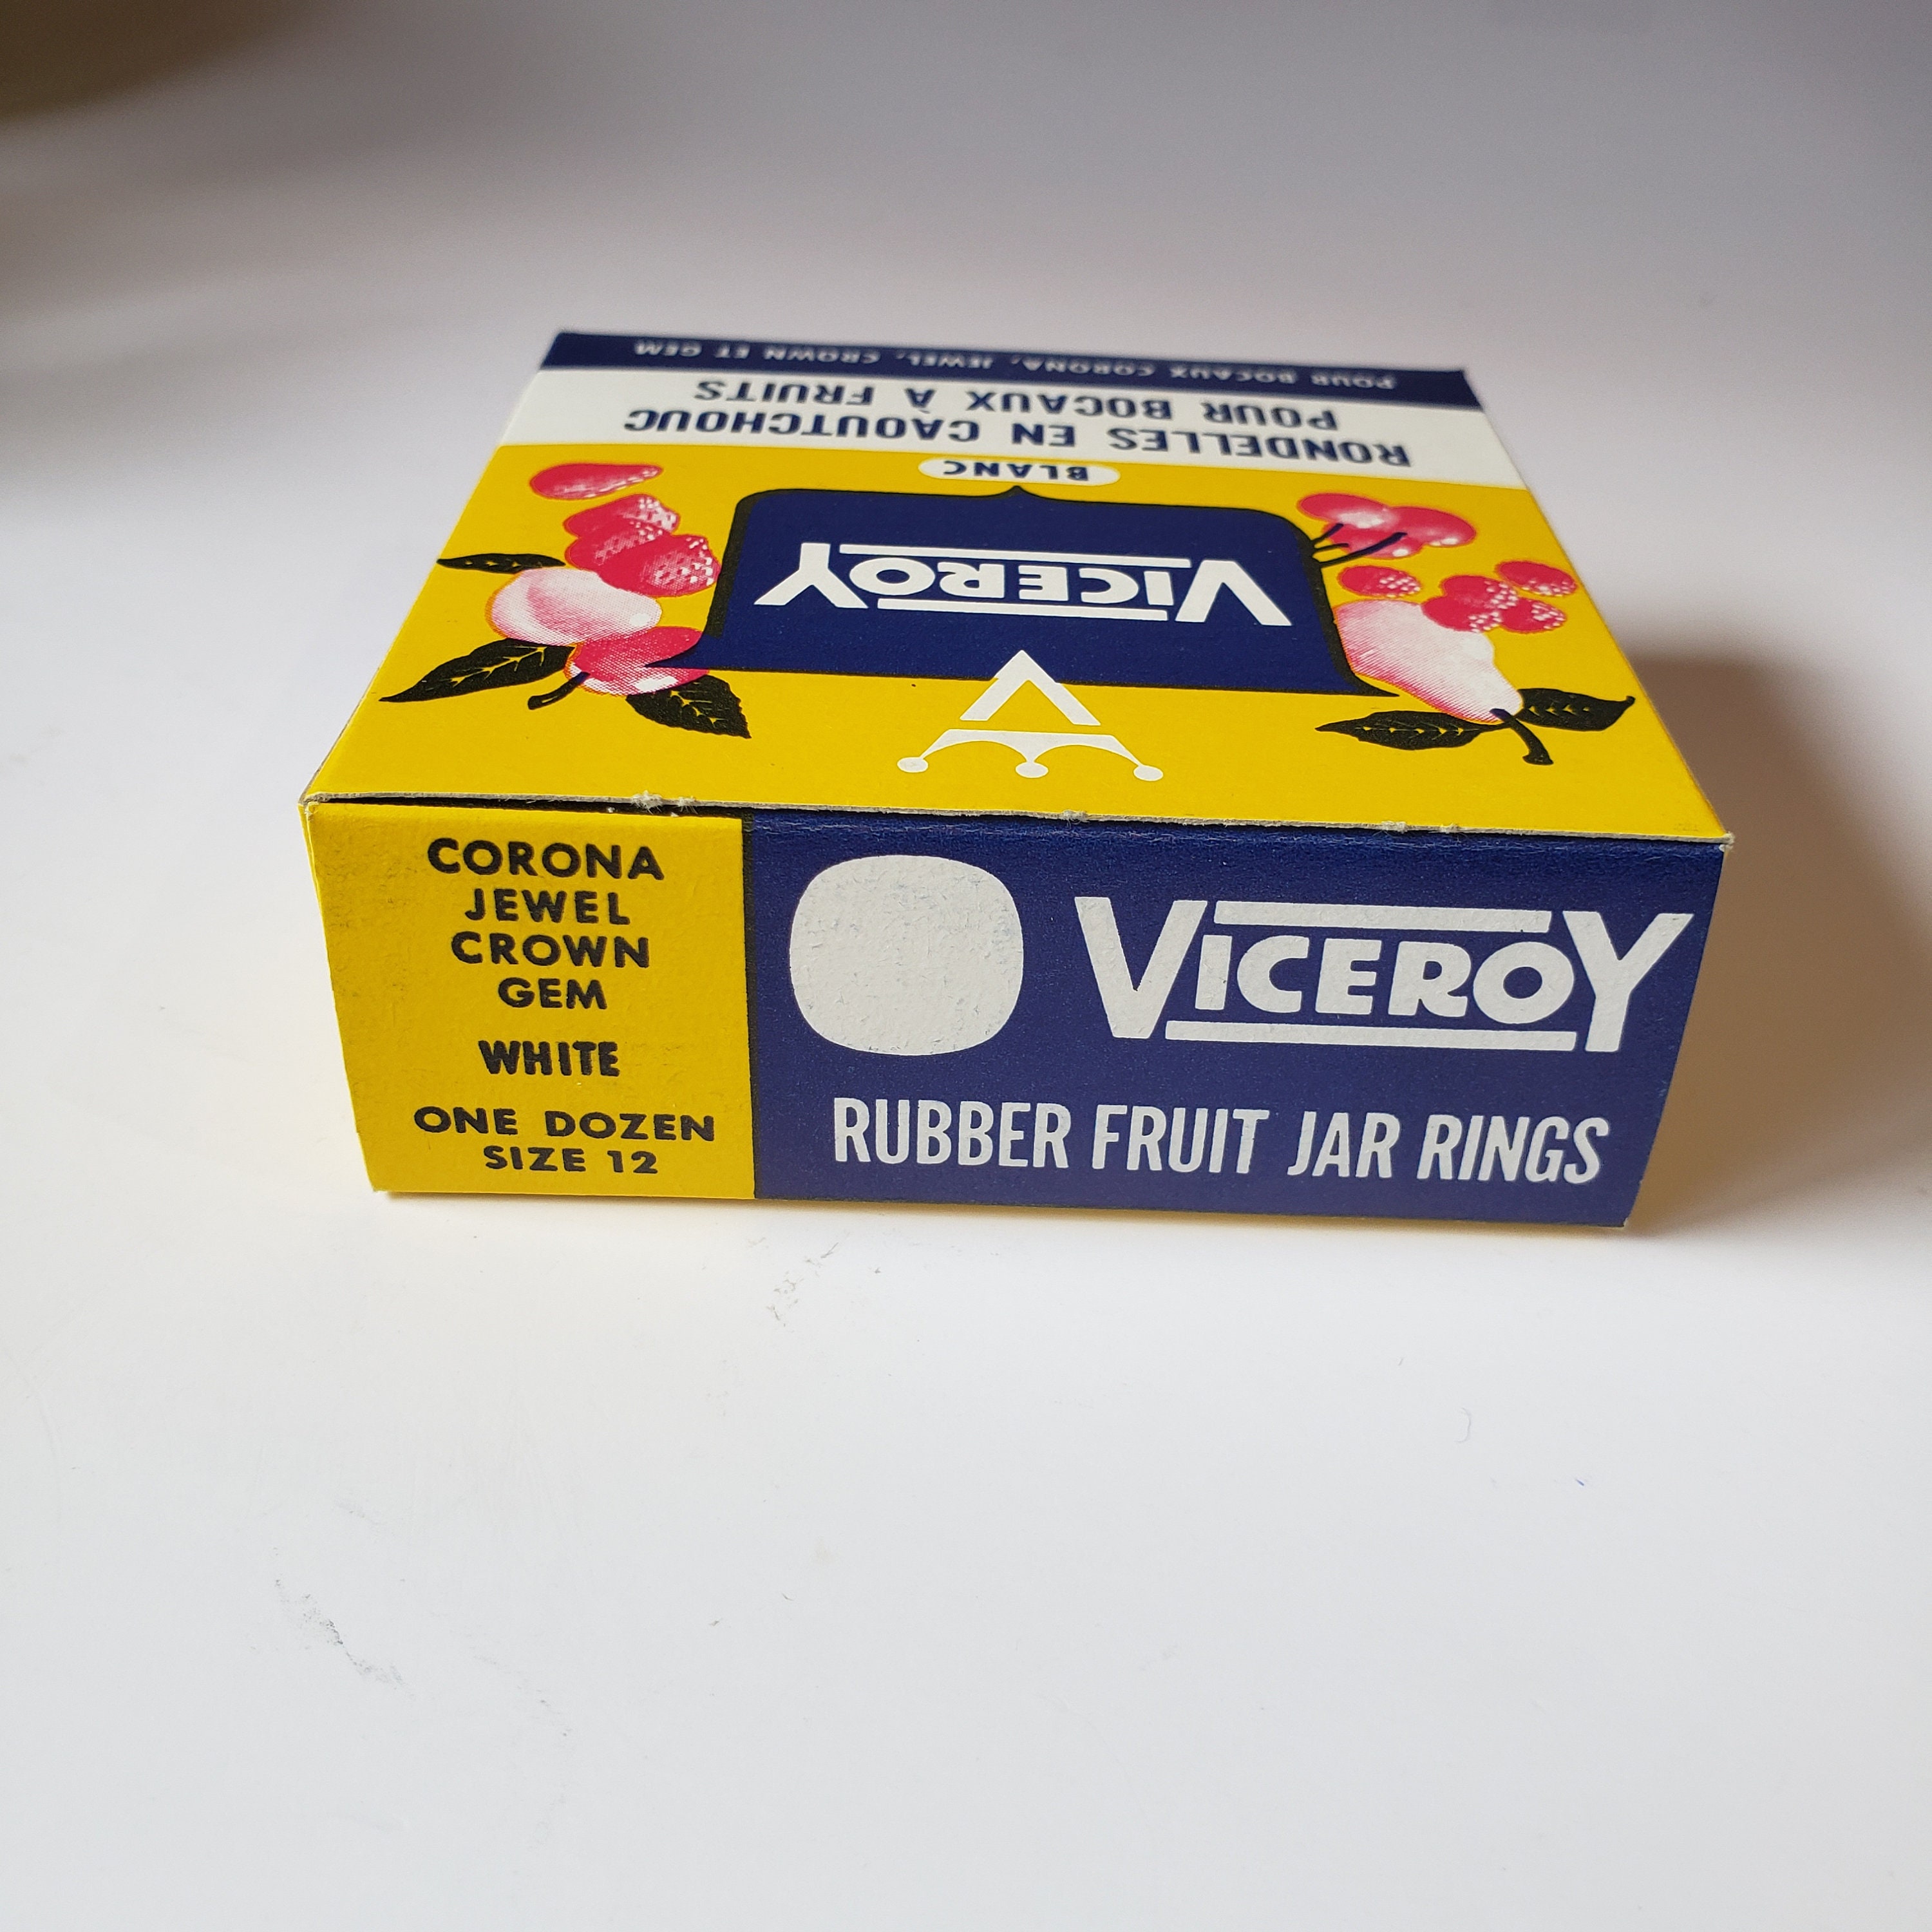 POUR BOCAUX CORONA, JEWEL, CROWN ET GEM
RONDELLES EN CAOUTCHOUC
POUR BOCAUX À FRUITS
BLANC
VICEROY
V
CORONA
JEWEL
CROWN
GEM
WHITE
ONE DOZEN
SIZE 12
VICEROY
RUBBER FRUIT JAR RINGS